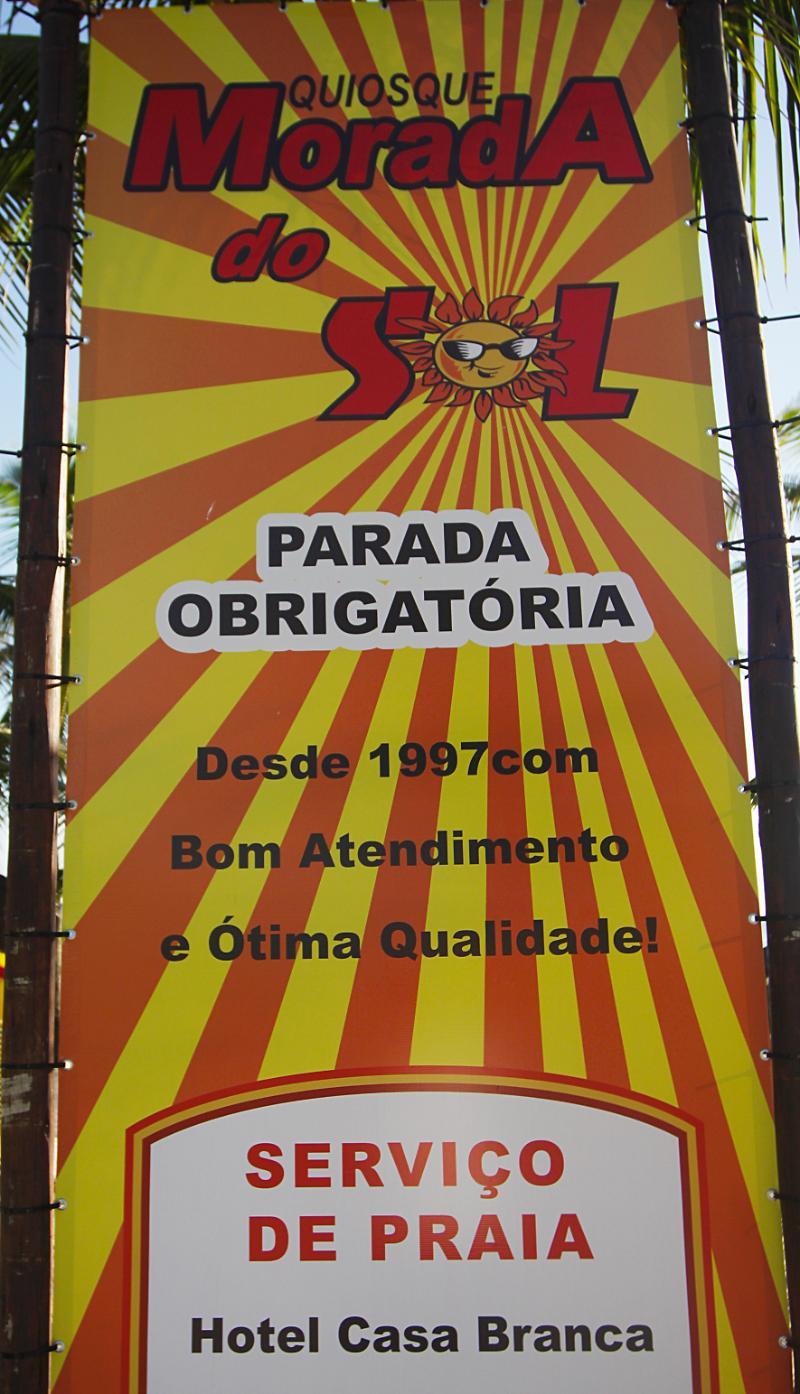 QUIOSQUE
MoradA
do
SOL
PARADA
OBRIGATÓRIA
Desde 1997com
Bom Atendimento
e Ótima Qualidade!
SERVIÇO
DE PRAIA
Hotel Casa Branca